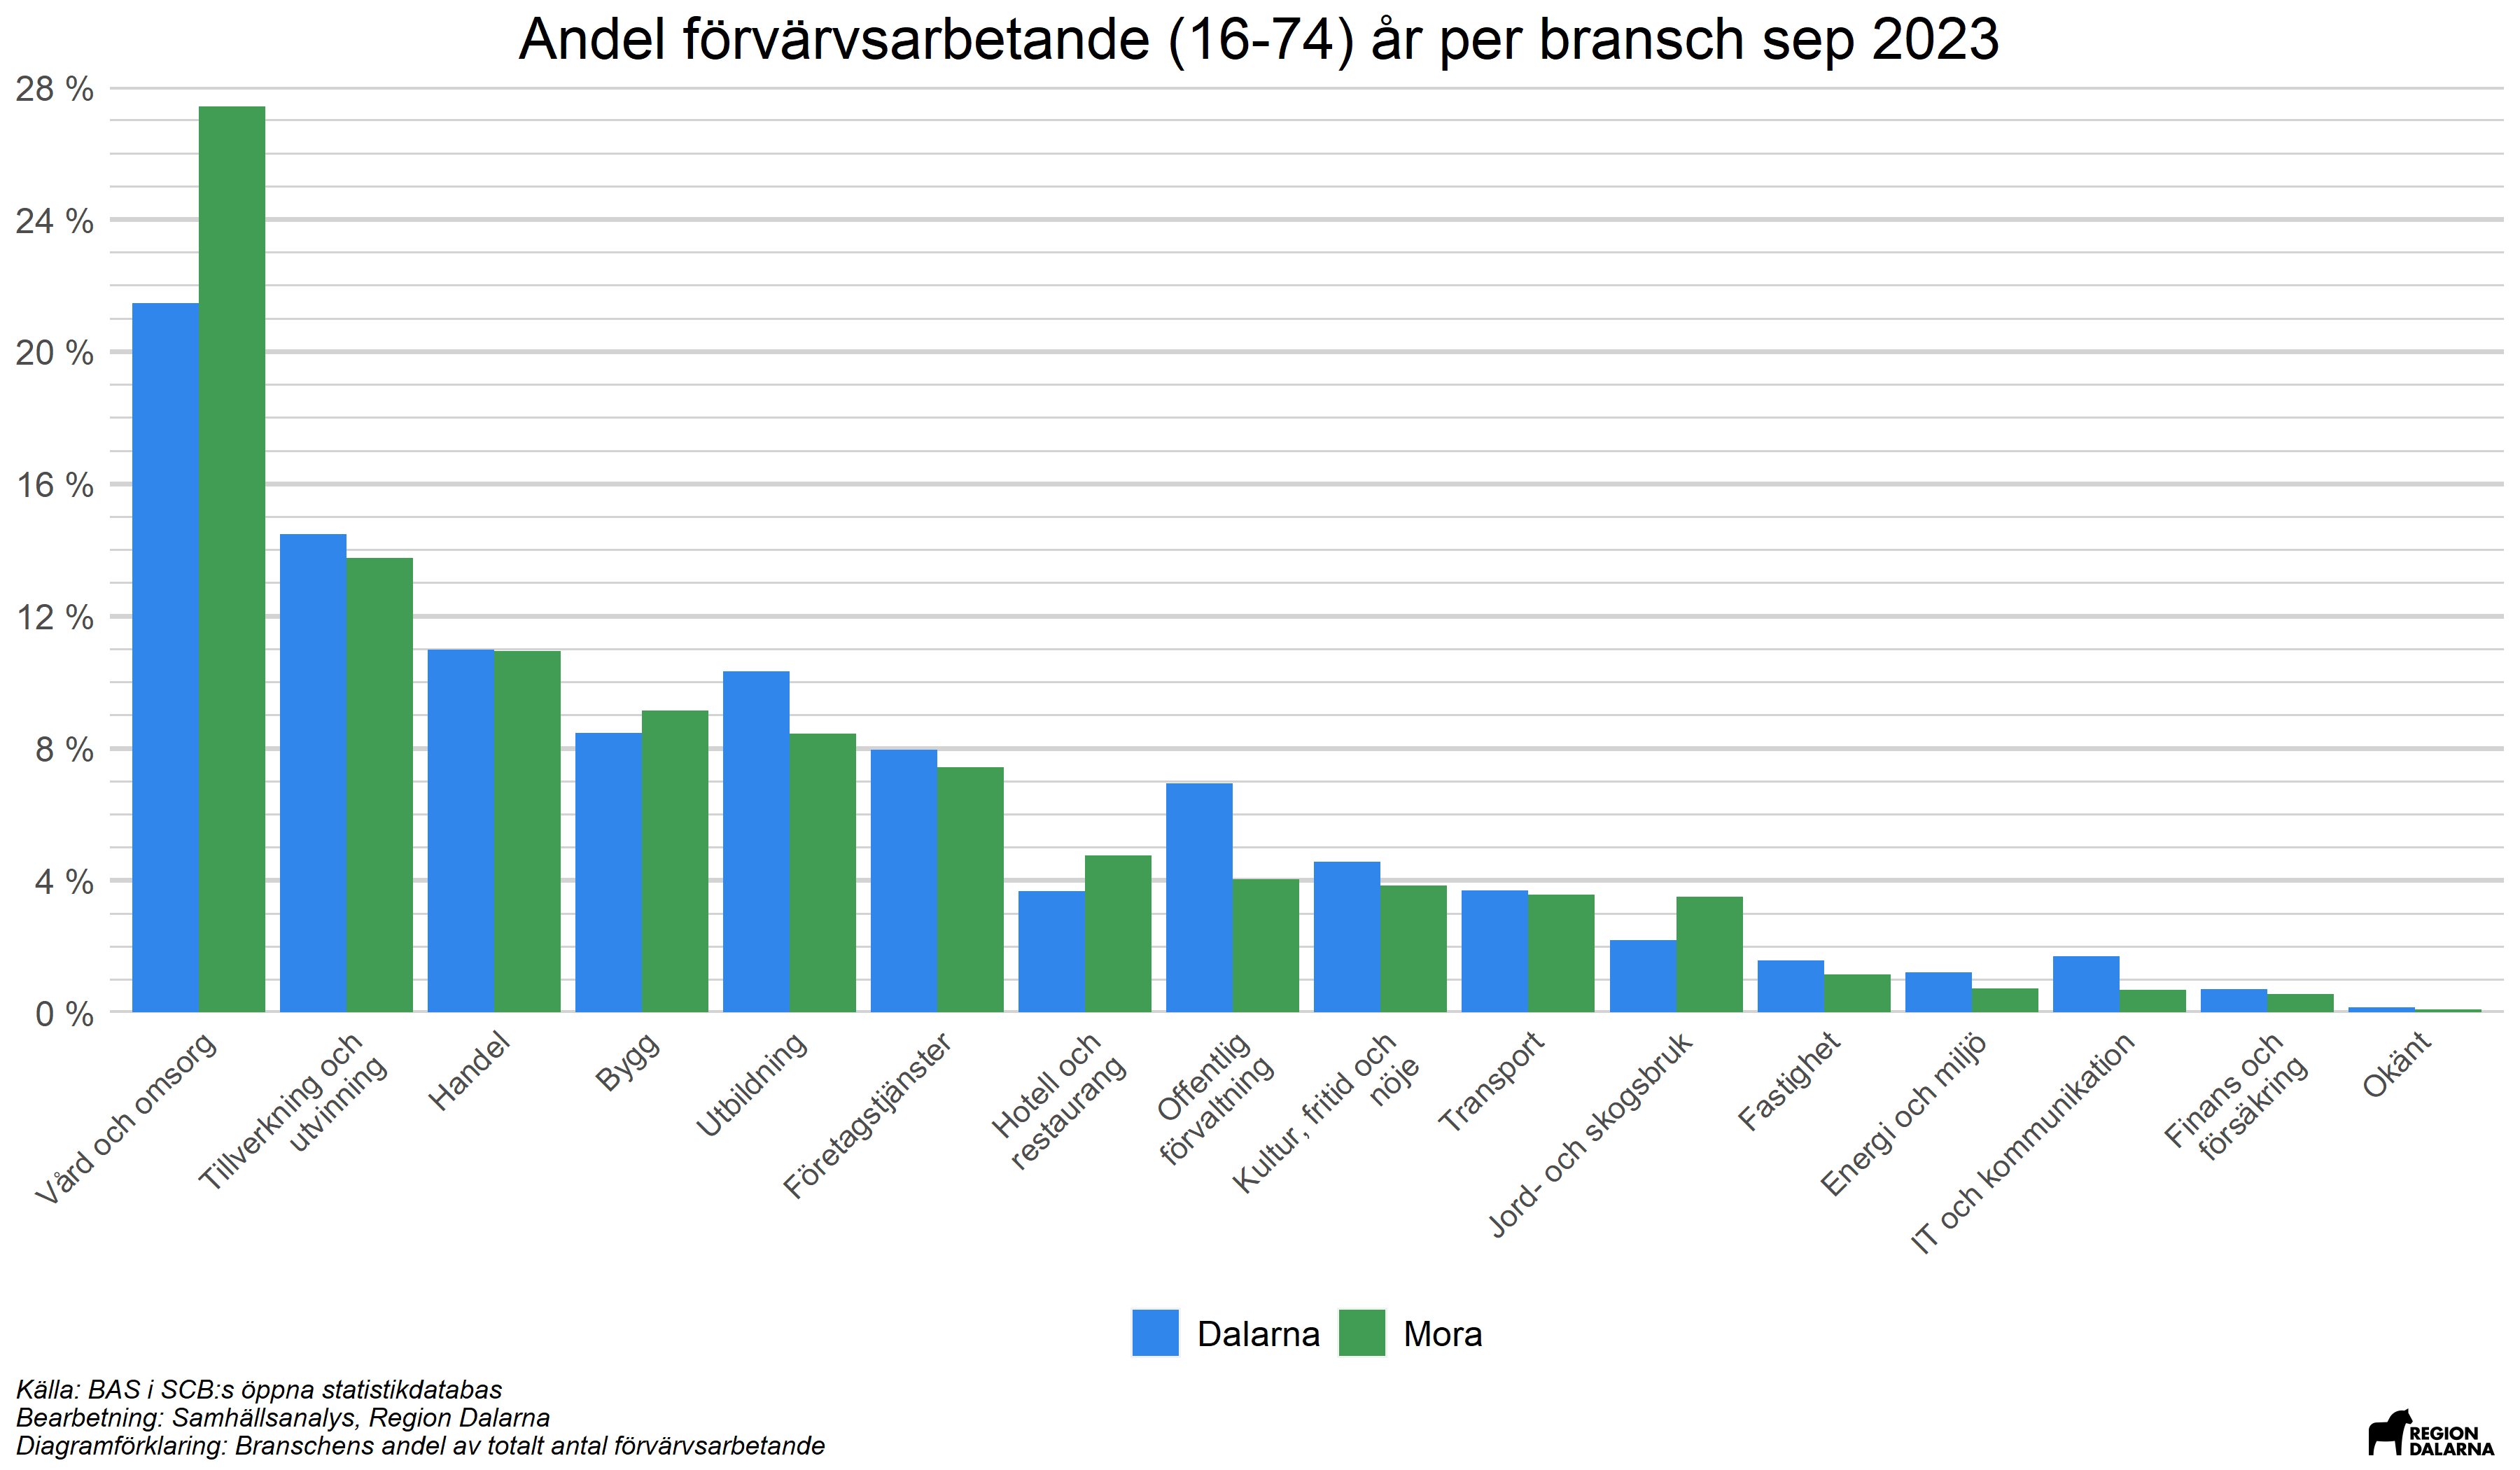 Andel förvärvsarbetande (16-74) år per bransch sep 2023
28 %
24 %
20 %
16 %
12 %
8 %
4 %
0 %
Vård och omsorg
Tillverkning och
utvinning
Handel
Bygg
Utbildning
Företagstjänster
Hotell och
restaurang
Offentlig
förvaltning
Kultur, fritid och
nöje
Transport
Jord- och skogsbruk
Fastighet
Energi och miljö
IT och kommunikation
Finans och
försäkring
Okänt
Dalarna
Mora
Källa: BAS i SCB:s öppna statistikdatabas
Bearbetning: Samhällsanalys, Region Dalarna
Diagramförklaring: Branschens andel av totalt antal förvärvsarbetande
REGION
DALARNA